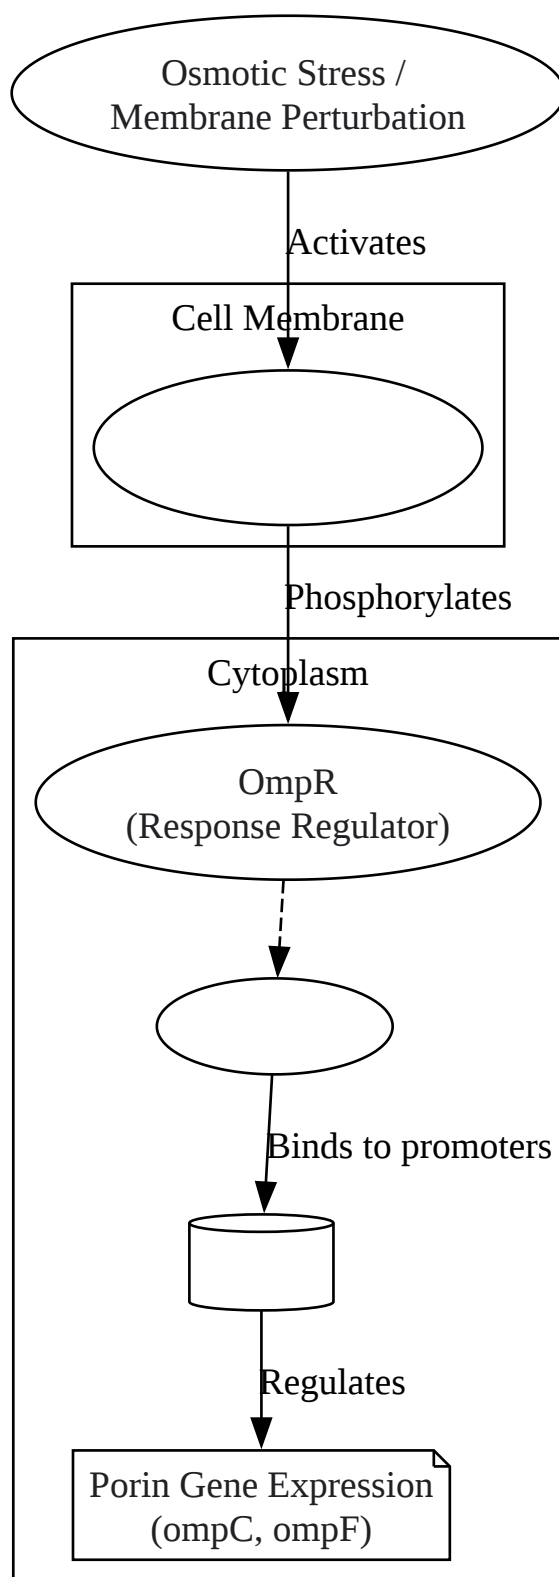 Osmotic Stress /
Membrane Perturbation
Activates
Cell Membrane
Phosphorylates
Cytoplasm
OmpR
(Response Regulator)
Binds to promoters
Regulates
Porin Gene Expression
(ompC, ompF)